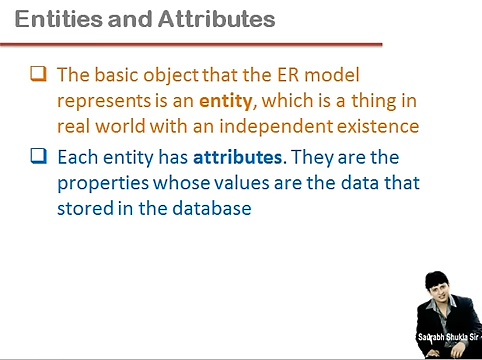 Entities and Attributes
The basic object that the ER model
represents is an entity, which is a thing in
real world with an independent existence
Each entity has attributes. They are the
properties whose values are the data that
stored in the database
Saurabh Shukla Sir